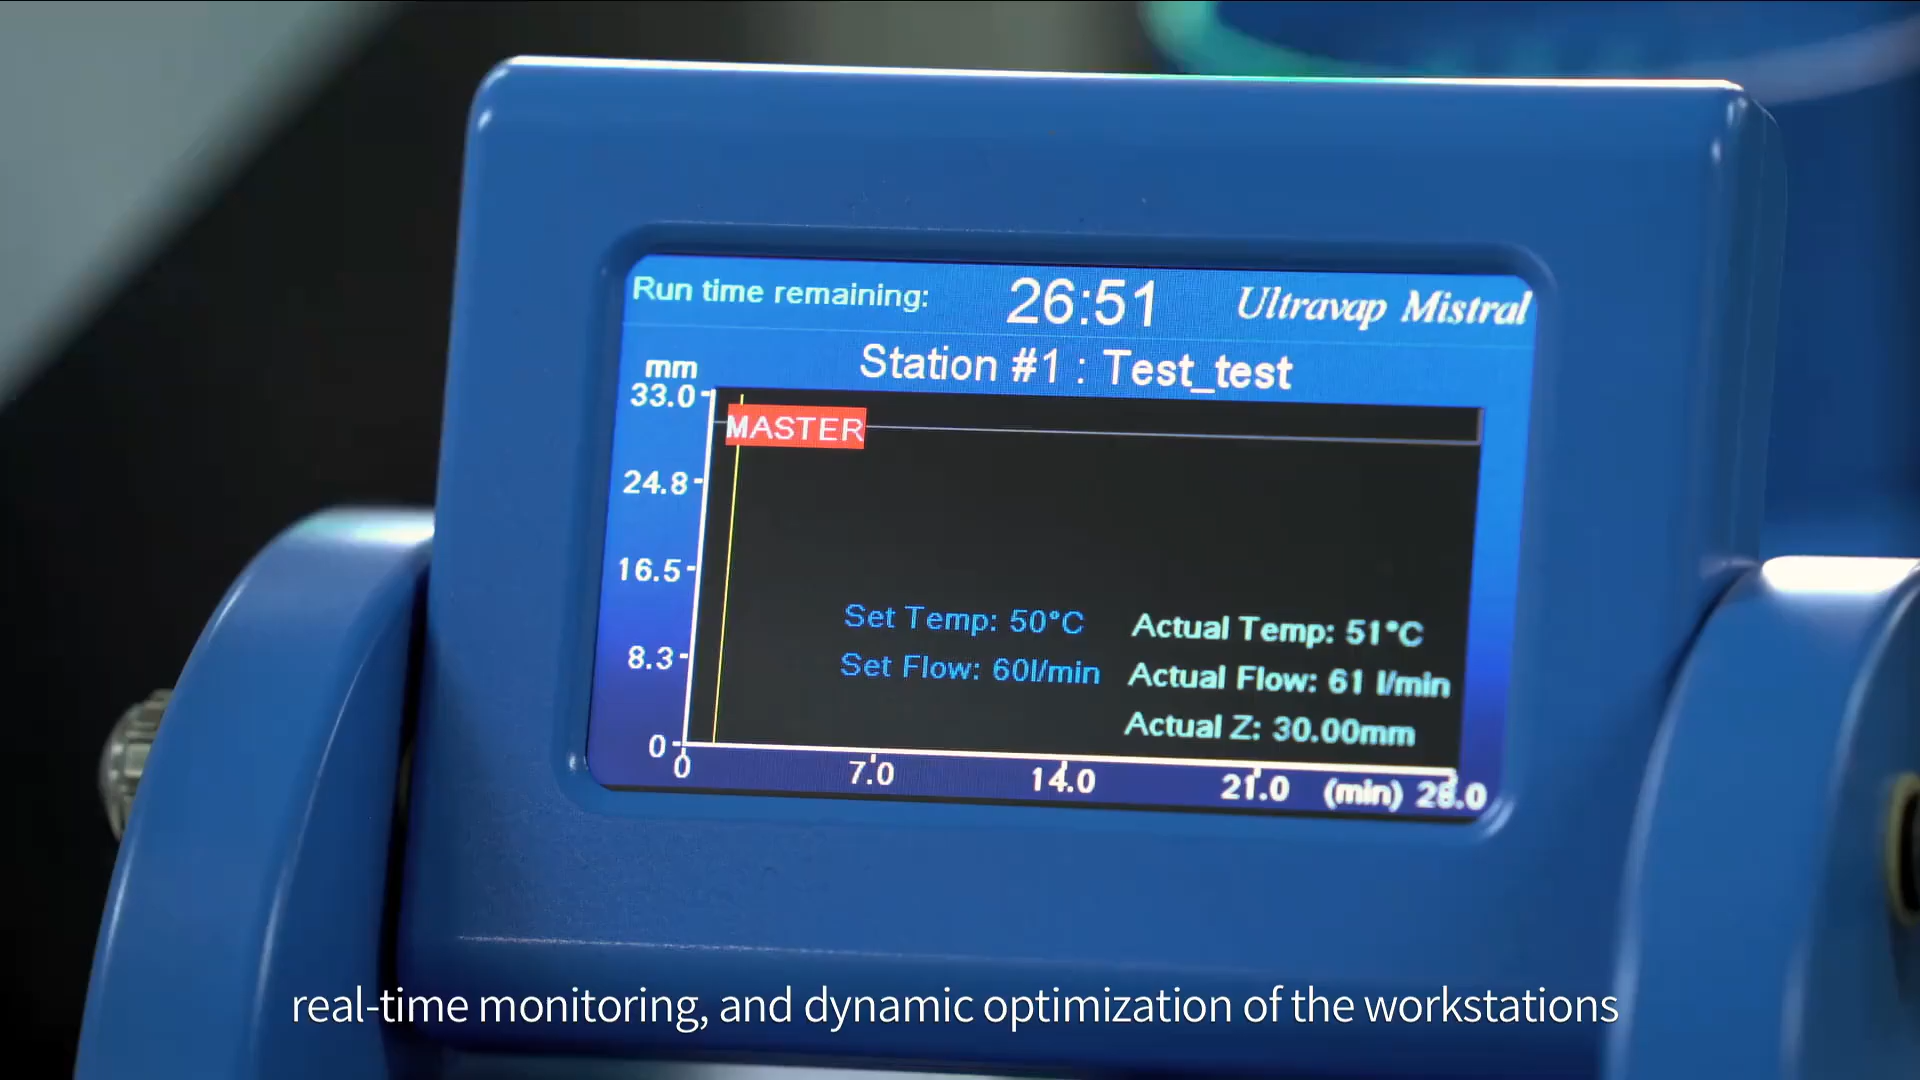 Run time remaining: 26:51 Ultravap Mistral
Station #1 : Test_test
mm
33.0
MASTER
24.8
16.5
Set Temp: 50°C Actual Temp: 51°C
8.3
Set Flow: 60l/min Actual Flow: 61 l/min
Actual Z: 30.00mm
0
0 7.0 14.0 21.0 (min) 28.0
real-time monitoring, and dynamic optimization of the workstations